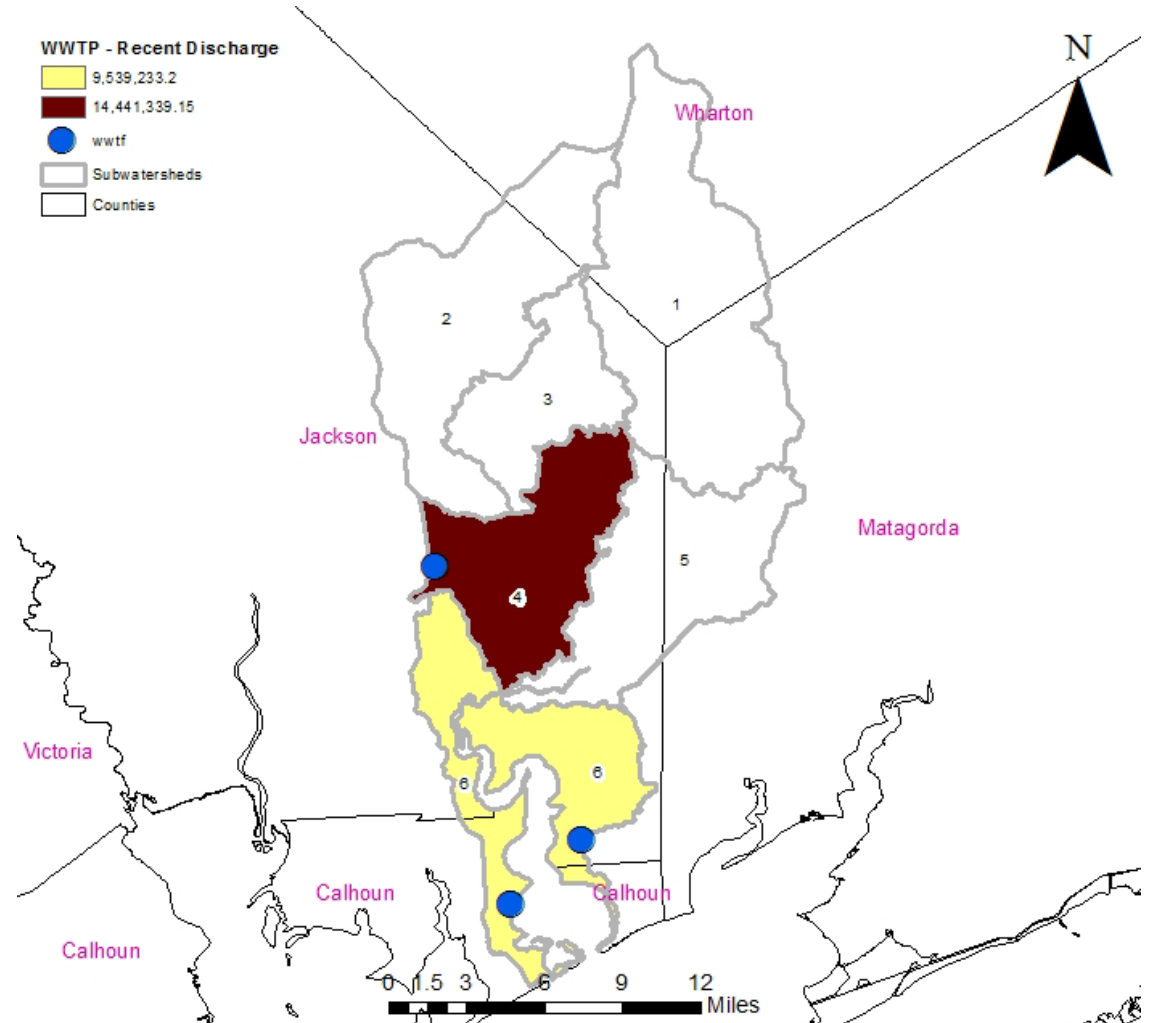 WWTP - Recent Discharge
9,539,233.2
14,441,339.15
wwtf
Subwatersheds
Counties
N
Wharton
1
2
3
Jackson
Matagorda
5
4
Victoria
6
6
Calhoun
Calhoun
Calhoun
0 1.5 3 6 9 12
Miles